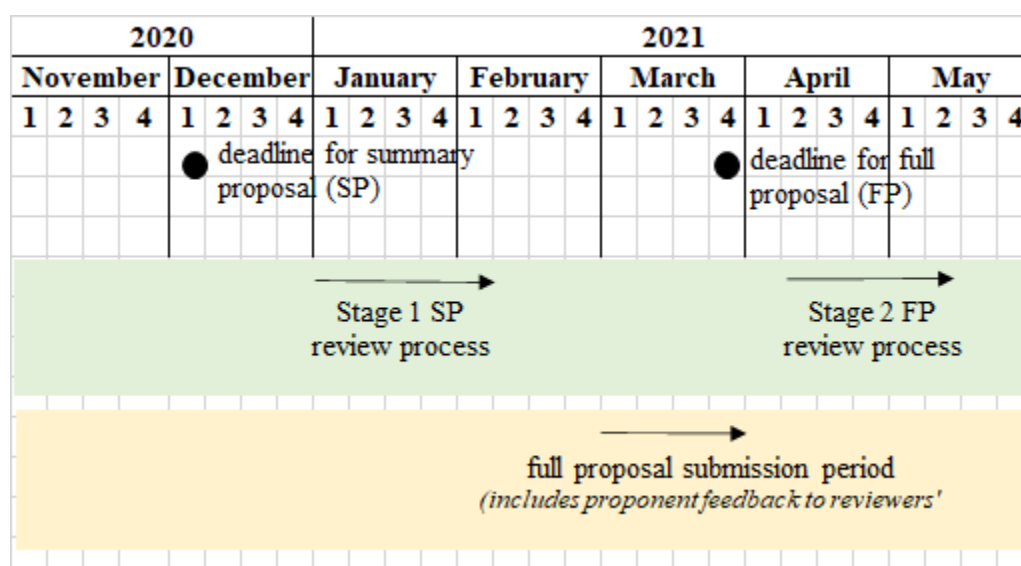 2020 2021
November December January February March April May
1 2 3 4 1 2 3 4 1 2 3 4 1 2 3 4 1 2 3 4 1 2 3 4 1 2 3 4
deadline for summary
proposal (SP)
deadline for full
proposal (FP)
Stage 1 SP
review process
Stage 2 FP
review process
full proposal submission period
(includes proponent feedback to reviewers'